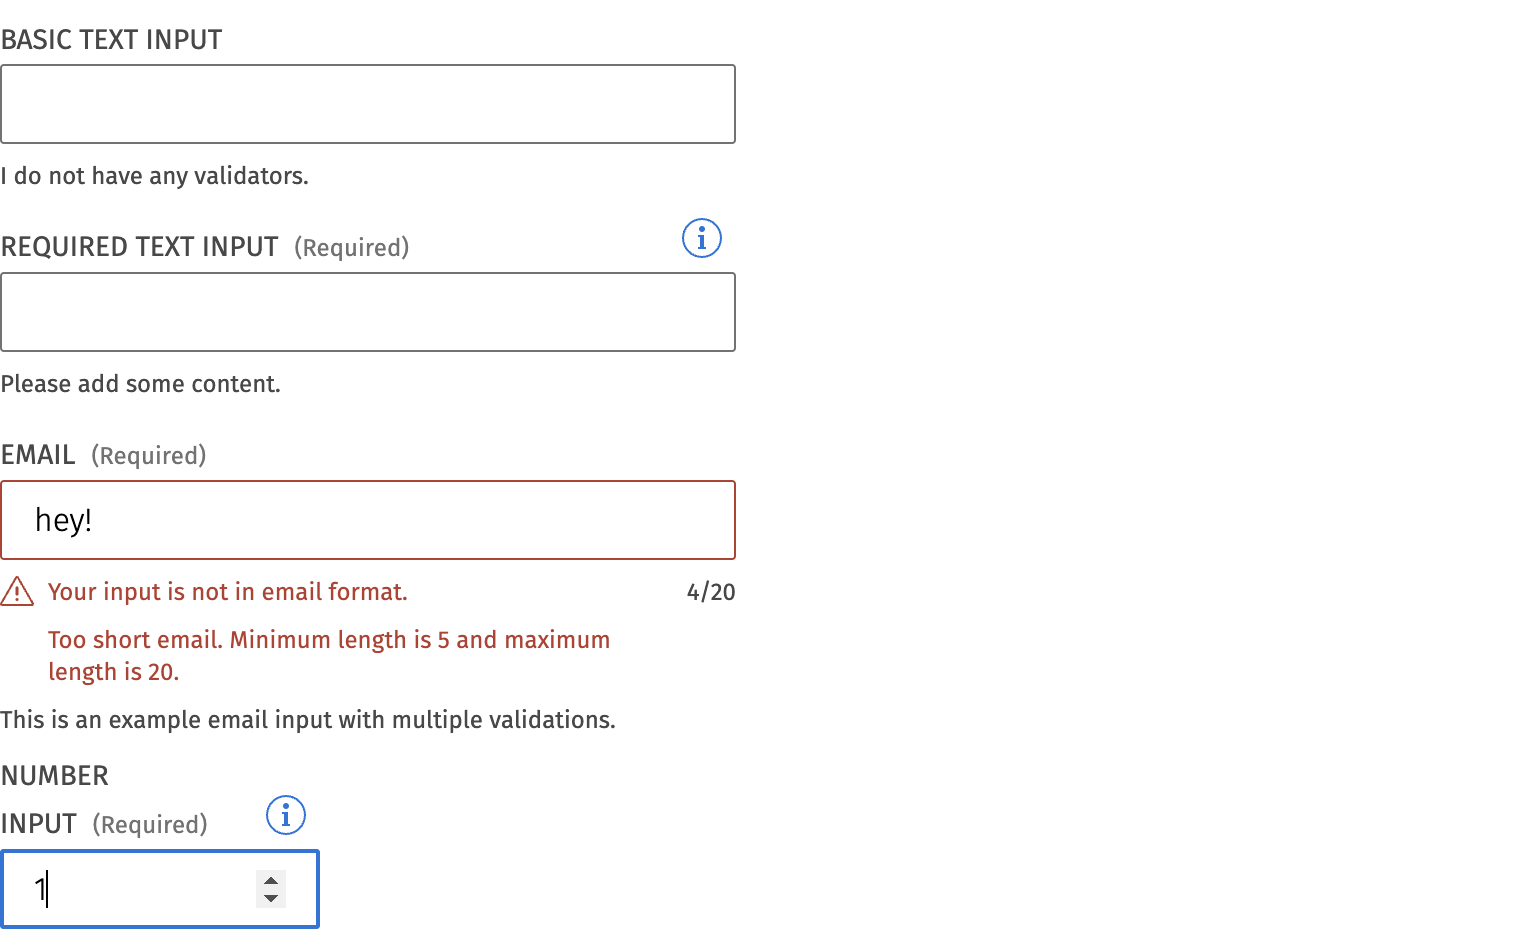 BASIC TEXT INPUT
I do not have any validators.
REQUIRED TEXT INPUT (Required)
Please add some content.
EMAIL (Required)
hey!
Your input is not in email format. 4/20
Too short email. Minimum length is 5 and maximum
length is 20.
This is an example email input with multiple validations.
NUMBER
INPUT (Required)
1